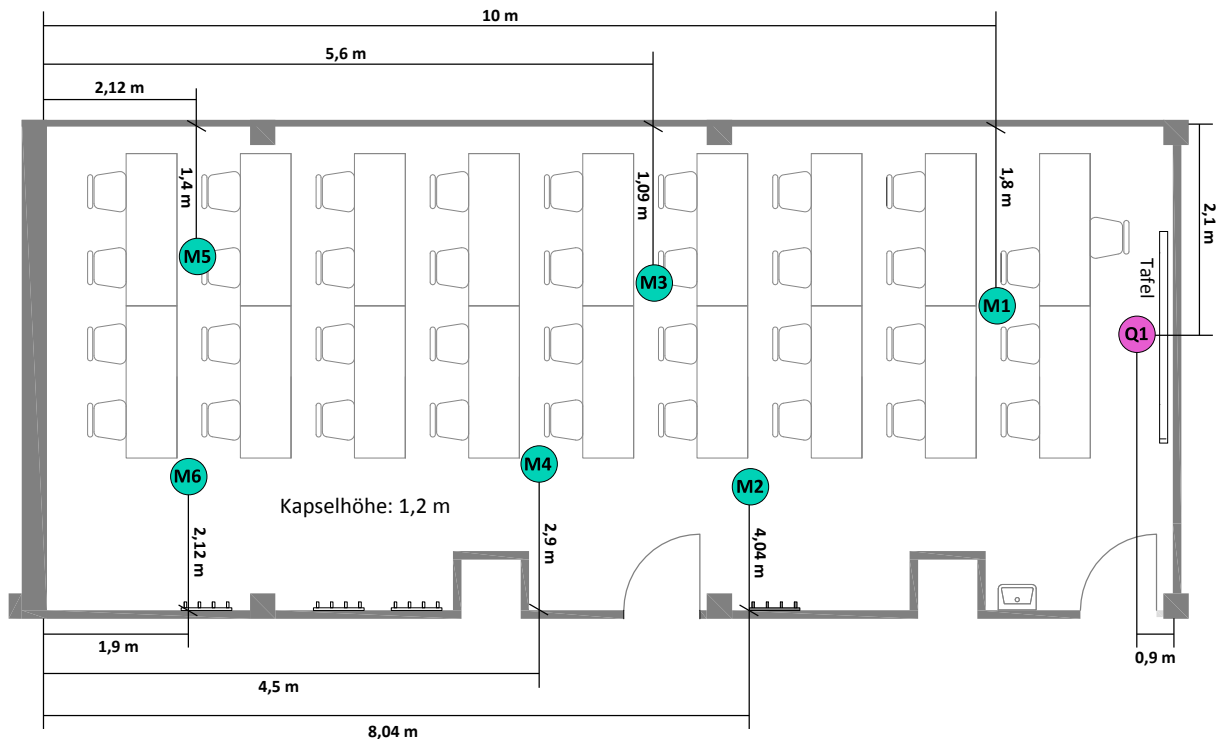 10 m
5,6 m
2,12 m
1,4 m
1,09 m
1,8 m
2,1 m
M5
M3
M1
Tafel
Q1
M6
M4
M2
Kapselhöhe: 1,2 m
2,12 m
2,9 m
4,04 m
1,9 m
0,9 m
4,5 m
8,04 m